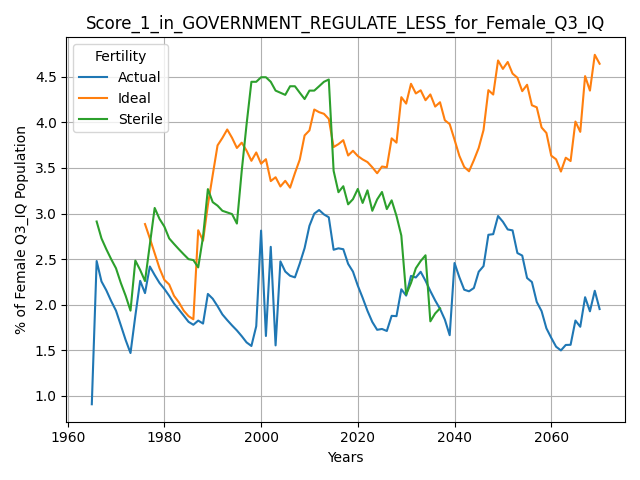 Score_1_in_GOVERNMENT_REGULATE_LESS_for_Female_Q3_IQ
Fertility
Actual
Ideal
Sterile
% of Female Q3_IQ Population
4.5
4.0
3.5
3.0
2.5
2.0
1.5
1.0
1960
1980
2000
2020
2040
2060
Years